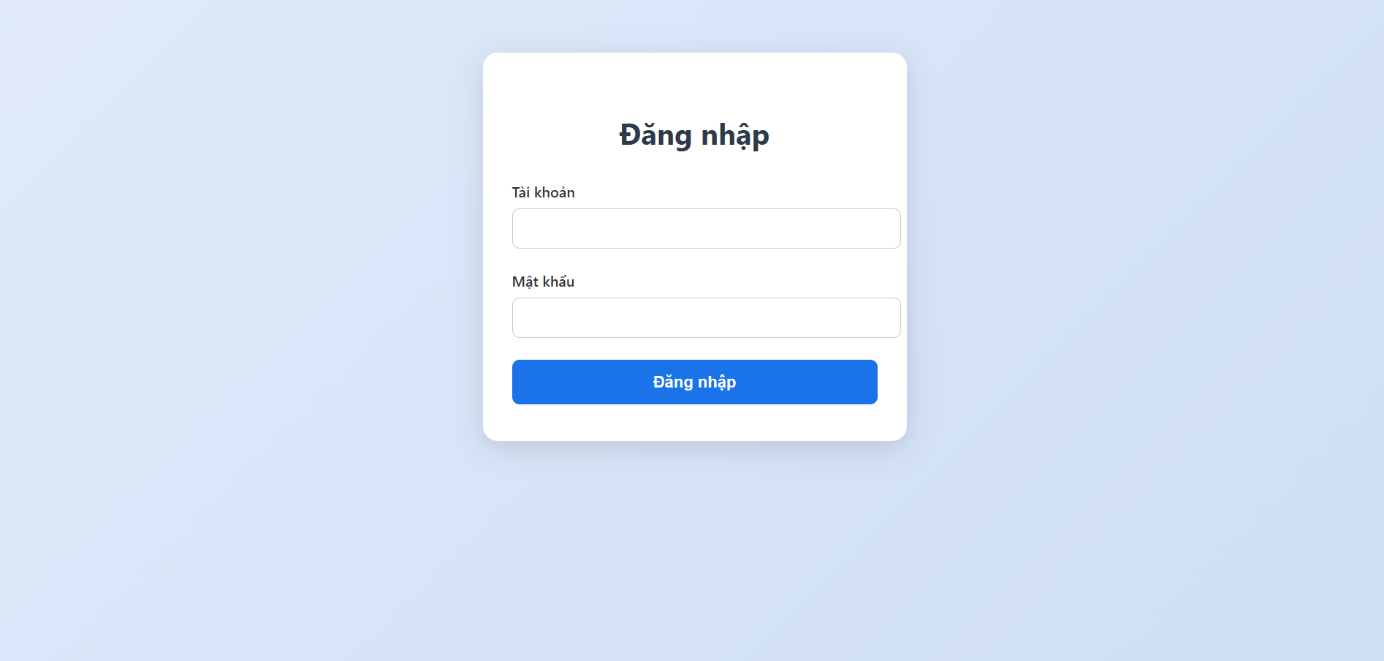 Đăng nhập
Tài khoản
Mật khẩu
Đăng nhập